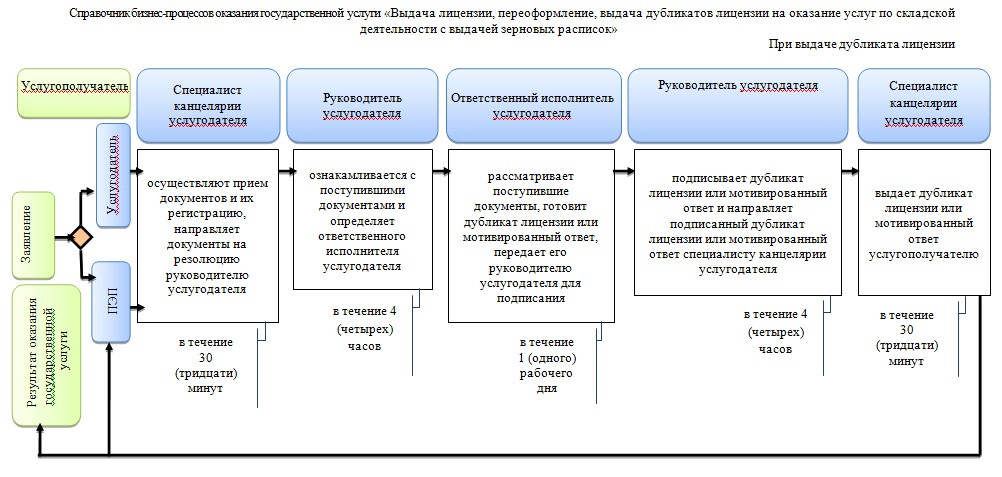 Справочник бизнес-процессов оказания государственной услуги «Выдача лицензии, переоформление, выдача дубликатов лицензии на оказание услуг по складской
деятельности с выдачей зерновых расписок»
При выдаче дубликата лицензии
Услугополучатель
Специалист
канцелярии
услугодателя
Руководитель
услугодателя
Ответственный исполнитель
услугодателя
Руководитель услугодателя
Специалист
канцелярии
услугодателя
Заявление
Услугодатель
ПЭП
Результат оказания
государственной
услуги
осуществляют прием
документов и их
регистрацию,
направляет
документы на
резолюцию
руководителю
услугодателя
ознакамливается с
поступившими
документами и
определяет
ответственного
исполнителя
услугодателя
рассматривает
поступившие
документы, готовит
дубликат лицензии или
мотивированный ответ,
передает его
руководителю
услугодателя для
подписания
подписывает дубликат
лицензии или мотивированный
ответ и направляет
подписанный дубликат
лицензии или мотивированный
ответ специалисту канцелярии
услугодателя
выдает дубликат
лицензии или
мотивированный
ответ
услугополучателю
в течение
30
(тридцати)
минут
в течение 4
(четырех)
часов
в течение
1 (одного)
рабочего
дня
в течение 4
(четырех)
часов
в течение
30
(тридцати)
минут